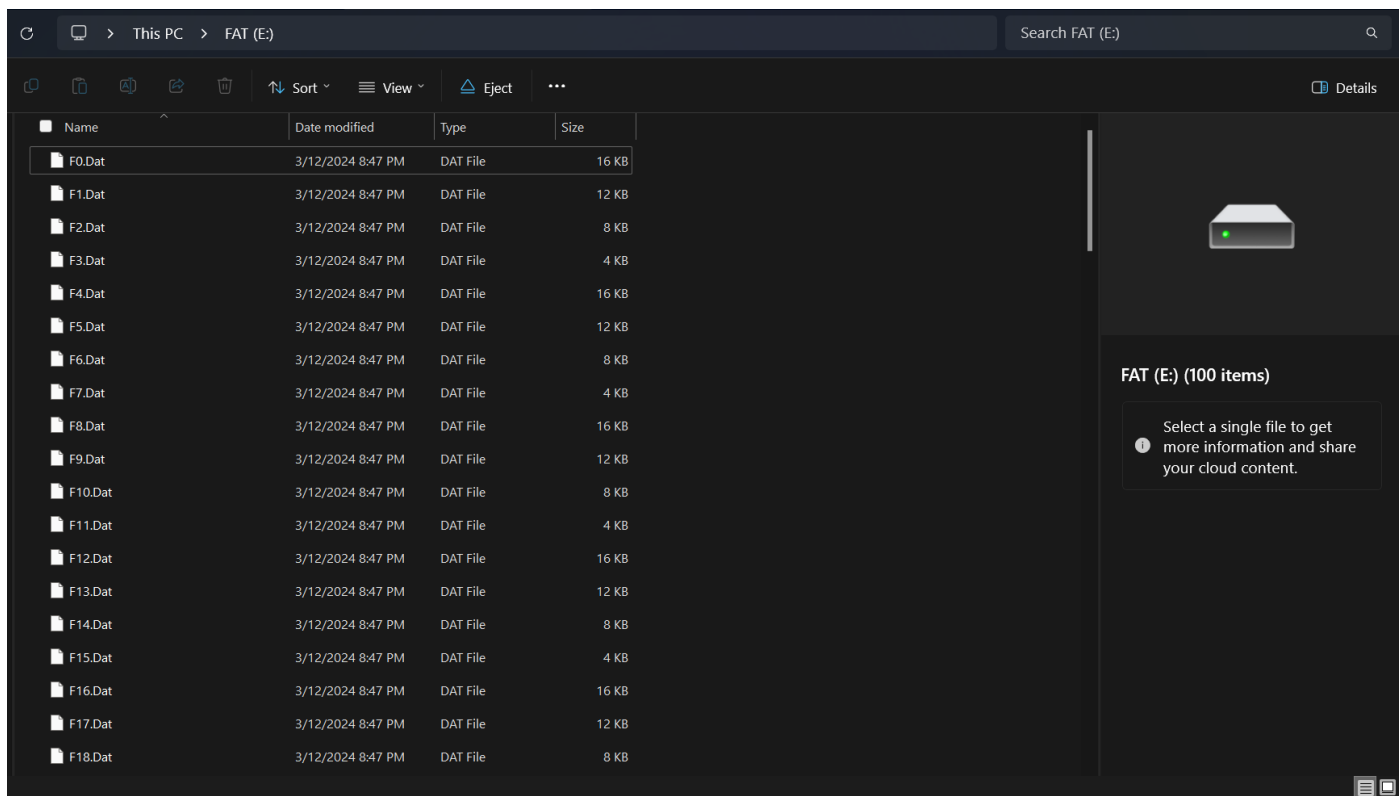 This PC > FAT (E:)
Search FAT (E:)
Sort
View
Eject
...
Details
Name Date modified Type Size
F0.Dat 3/12/2024 8:47 PM DAT File 16 KB
F1.Dat 3/12/2024 8:47 PM DAT File 12 KB
F2.Dat 3/12/2024 8:47 PM DAT File 8 KB
F3.Dat 3/12/2024 8:47 PM DAT File 4 KB
F4.Dat 3/12/2024 8:47 PM DAT File 16 KB
F5.Dat 3/12/2024 8:47 PM DAT File 12 KB
F6.Dat 3/12/2024 8:47 PM DAT File 8 KB
F7.Dat 3/12/2024 8:47 PM DAT File 4 KB
F8.Dat 3/12/2024 8:47 PM DAT File 16 KB
F9.Dat 3/12/2024 8:47 PM DAT File 12 KB
F10.Dat 3/12/2024 8:47 PM DAT File 8 KB
F11.Dat 3/12/2024 8:47 PM DAT File 4 KB
F12.Dat 3/12/2024 8:47 PM DAT File 16 KB
F13.Dat 3/12/2024 8:47 PM DAT File 12 KB
F14.Dat 3/12/2024 8:47 PM DAT File 8 KB
F15.Dat 3/12/2024 8:47 PM DAT File 4 KB
F16.Dat 3/12/2024 8:47 PM DAT File 16 KB
F17.Dat 3/12/2024 8:47 PM DAT File 12 KB
F18.Dat 3/12/2024 8:47 PM DAT File 8 KB
FAT (E:) (100 items)
Select a single file to get
more information and share
your cloud content.